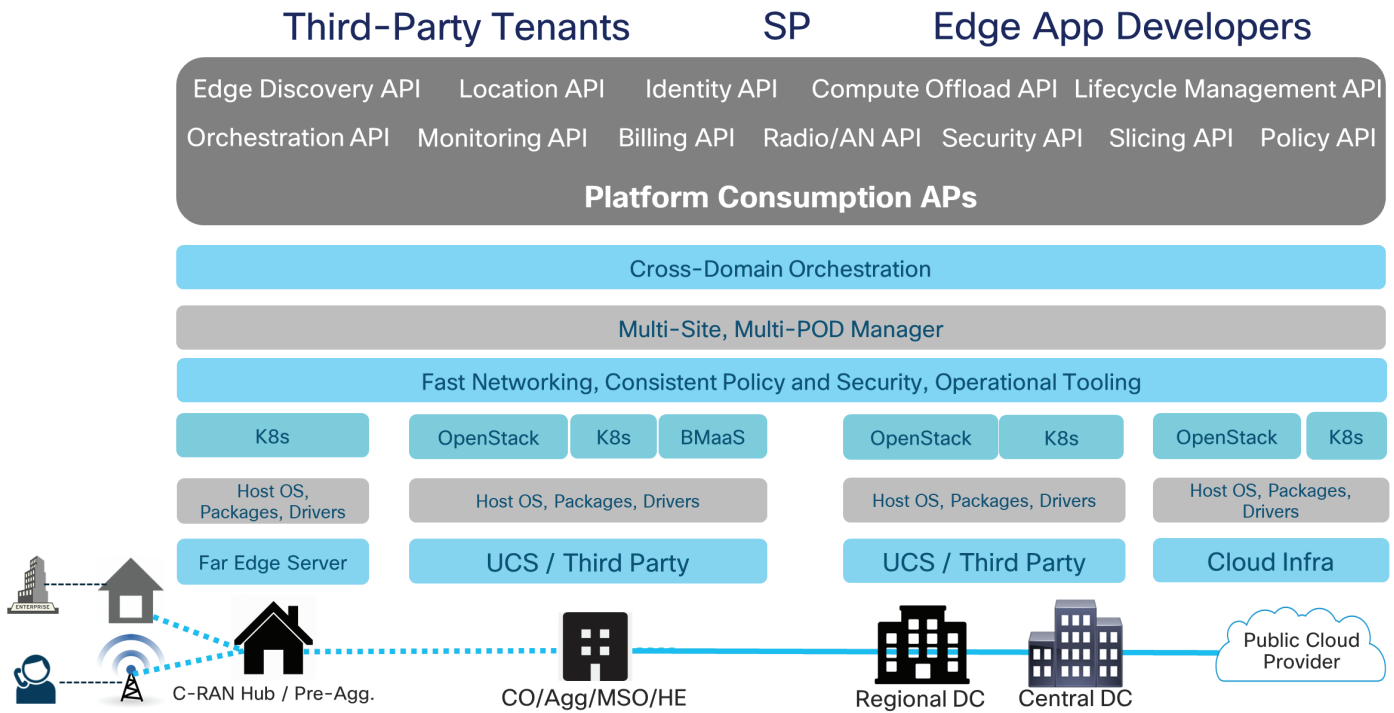 Third-Party Tenants SP Edge App Developers
Edge Discovery API Location API Identity API Compute Offload API Lifecycle Management API
Orchestration API Monitoring API Billing API Radio/AN API Security API Slicing API Policy API
Platform Consumption APs
Cross-Domain Orchestration
Multi-Site, Multi-POD Manager
Fast Networking, Consistent Policy and Security, Operational Tooling
K8s OpenStack K8s BMaaS OpenStack K8s OpenStack K8s
Host OS,
Packages, Drivers
Host OS, Packages, Drivers
Host OS, Packages, Drivers
Host OS, Packages,
Drivers
Far Edge Server UCS / Third Party UCS / Third Party Cloud Infra
ENTERPRISE
Public Cloud
Provider
C-RAN Hub / Pre-Agg. CO/Agg/MSO/HE Regional DC Central DC